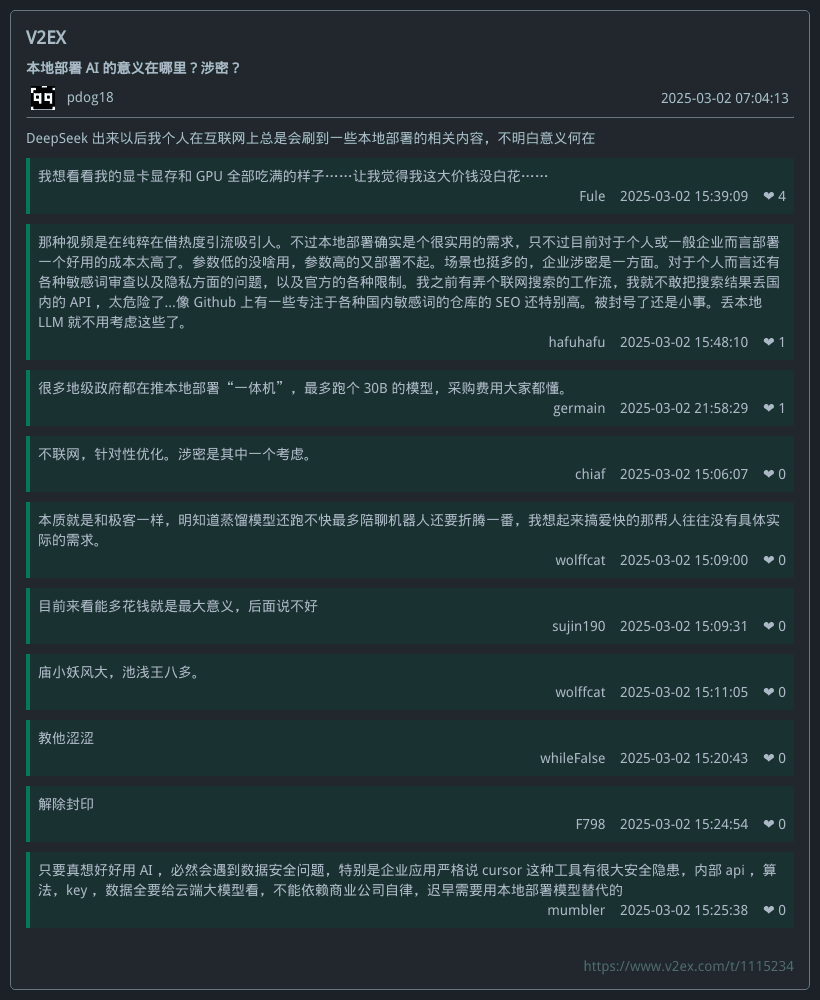 V2EX
本地部署 AI 的意义在哪里？涉密？
pdog18
2025-03-02 07:04:13
DeepSeek 出来以后我个人在互联网上总是会刷到一些本地部署的相关内容，不明白意义何在
我想看看我的显卡显存和 GPU 全部吃满的样子……让我觉得我这大价钱没白花……
Fule 2025-03-02 15:39:09 ❤ 4
那种视频是在纯粹在借热度引流吸引人。不过本地部署确实是个很实用的需求，只不过目前对于个人或一般企业而言部署
一个好用的成本太高了。参数低的没啥用，参数高的又部署不起。场景也挺多的，企业涉密是一方面。对于个人而言还有
各种敏感词审查以及隐私方面的问题，以及官方的各种限制。我之前有弄个联网搜索的工作流，我就不敢把搜索结果丢国
内的 API ，太危险了...像 Github 上有一些专注于各种国内敏感词的仓库的 SEO 还特别高。被封号了还是小事。丢本地
LLM 就不用考虑这些了。
hafuhafu 2025-03-02 15:48:10 ❤ 1
很多地级政府都在推本地部署“一体机”，最多跑个 30B 的模型，采购费用大家都懂。
germain 2025-03-02 21:58:29 ❤ 1
不联网，针对性优化。涉密是其中一个考虑。
chiaf 2025-03-02 15:06:07 ❤ 0
本质就是和极客一样，明知道蒸馏模型还跑不快最多陪聊机器人还要折腾一番，我想起来搞爱快的那帮人往往没有具体实
际的需求。
wolffcat 2025-03-02 15:09:00 ❤ 0
目前来看能多花钱就是最大意义，后面说不好
sujin190 2025-03-02 15:09:31 ❤ 0
庙小妖风大，池浅王八多。
wolffcat 2025-03-02 15:11:05 ❤ 0
教他涩涩
whileFalse 2025-03-02 15:20:43 ❤ 0
解除封印
F798 2025-03-02 15:24:54 ❤ 0
只要真想好好用 AI ，必然会遇到数据安全问题，特别是企业应用严格说 cursor 这种工具有很大安全隐患，内部 api ，算
法，key ，数据全要给云端大模型看，不能依赖商业公司自律，迟早需要用本地部署模型替代的
mumbler 2025-03-02 15:25:38 ❤ 0
https://www.v2ex.com/t/1115234